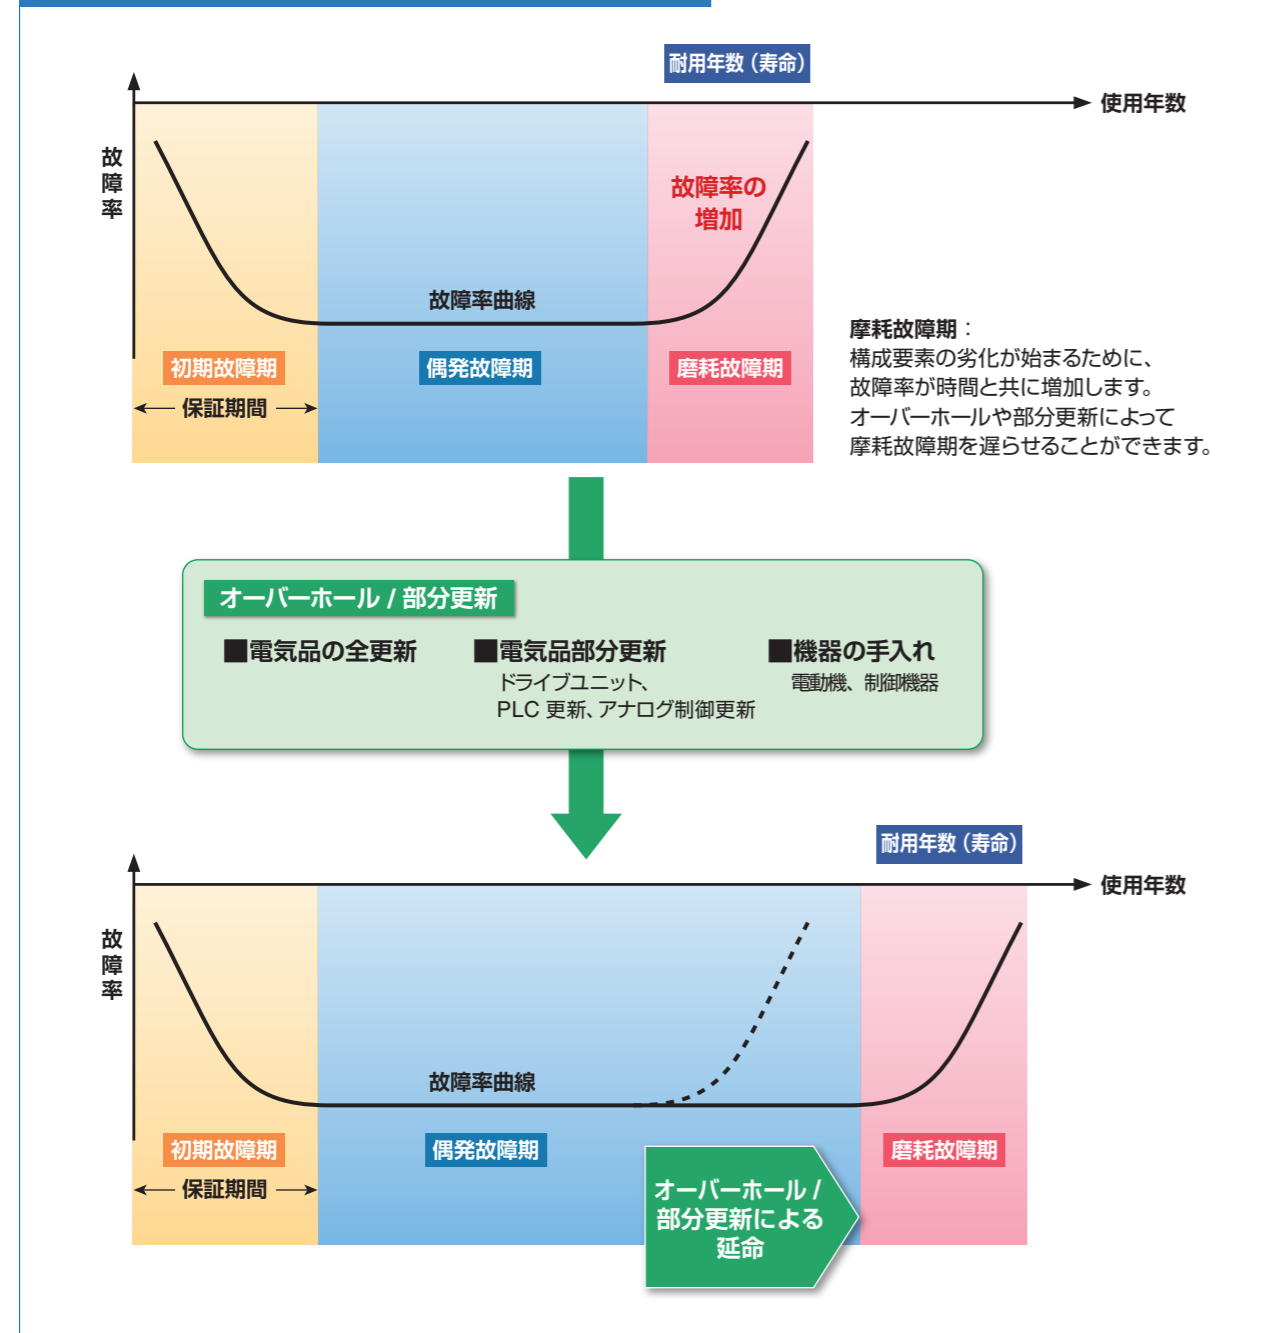 耐用年数(寿命)
使用年数
故障率
故障率の
増加
故障率曲線
初期故障期
偶発故障期
磨耗故障期
保証期間
摩耗故障期：
構成要素の劣化が始まるために、
故障率が時間と共に増加します。
オーバーホールや部分更新によって
摩耗故障期を遅らせることができます。
オーバーホール / 部分更新
■電気品の全更新
■電気品部分更新
ドライブユニット、
PLC 更新、アナログ制御更新
■機器の手入れ
電動機、制御機器
耐用年数(寿命)
使用年数
故障率
故障率曲線
初期故障期
偶発故障期
磨耗故障期
保証期間
オーバーホール /
部分更新による
延命